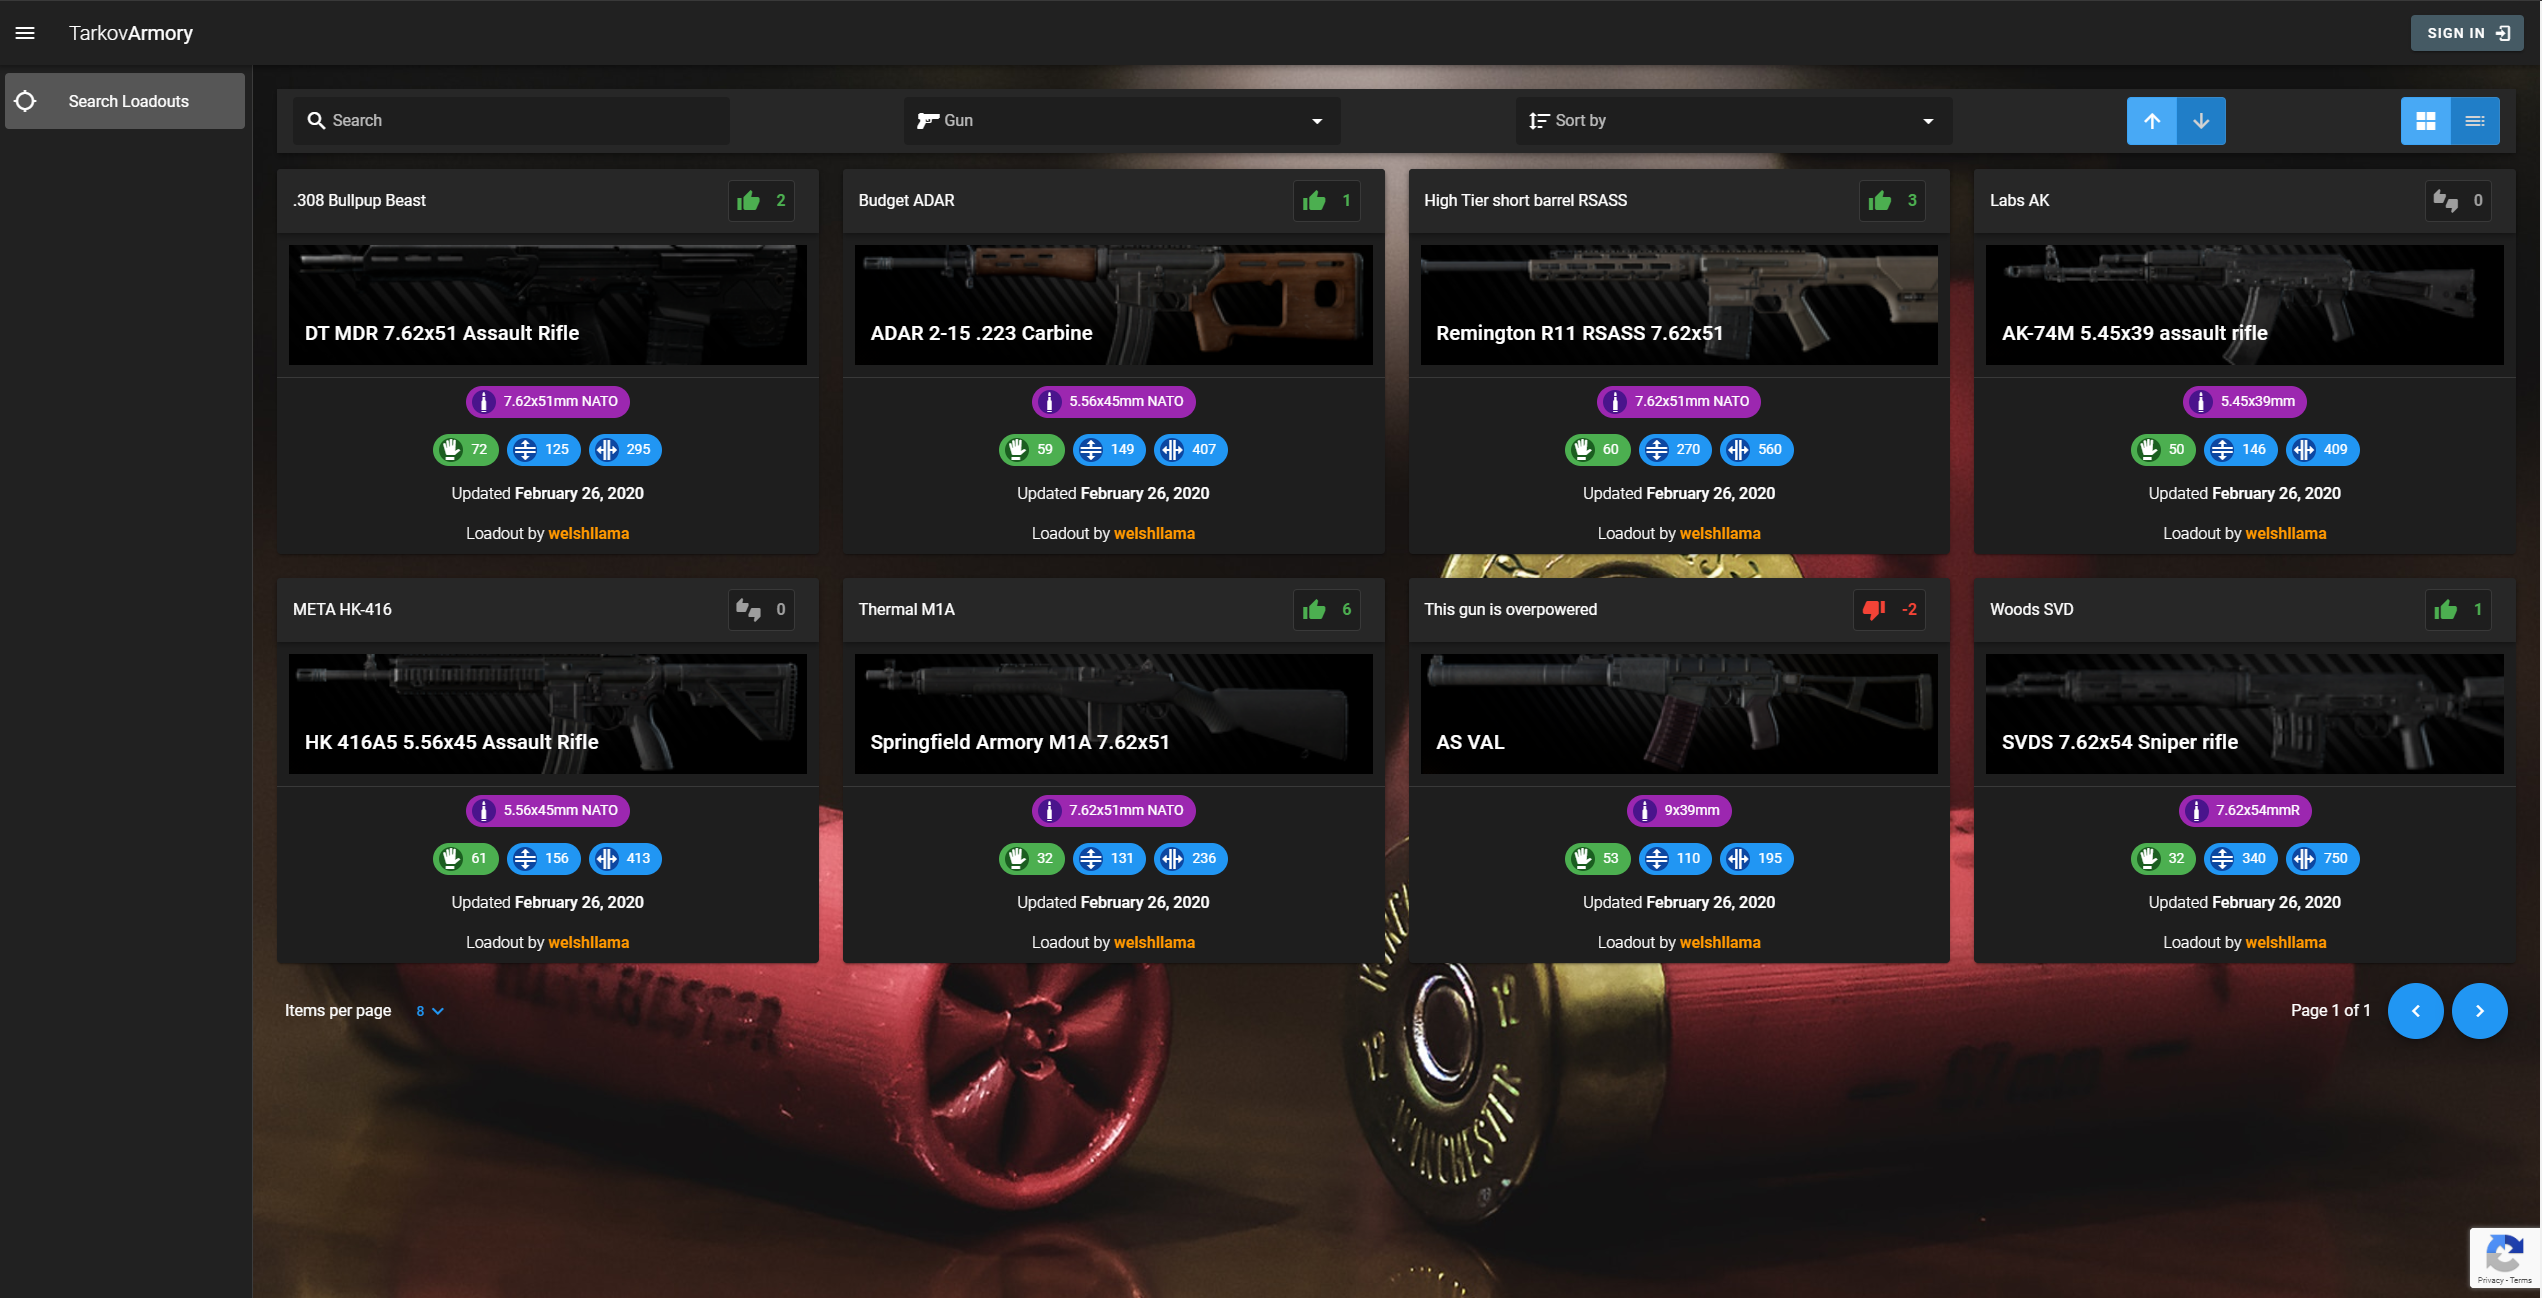 TarkovArmory
SIGN IN
Search Loadouts
Search
Gun
Sort by
.308 Bullpup Beast
2
DT MDR 7.62x51 Assault Rifle
7.62x51mm NATO
72 125 295
Updated February 26, 2020
Loadout by welshllama
Budget ADAR
1
ADAR 2-15 .223 Carbine
5.56x45mm NATO
59 149 407
Updated February 26, 2020
Loadout by welshllama
High Tier short barrel RSASS
3
Remington R11 RSASS 7.62x51
7.62x51mm NATO
60 270 560
Updated February 26, 2020
Loadout by welshllama
Labs AK
0
AK-74M 5.45x39 assault rifle
5.45x39mm
50 146 409
Updated February 26, 2020
Loadout by welshllama
META HK-416
0
HK 416A5 5.56x45 Assault Rifle
5.56x45mm NATO
61 156 413
Updated February 26, 2020
Loadout by welshllama
Thermal M1A
6
Springfield Armory M1A 7.62x51
7.62x51mm NATO
32 131 236
Updated February 26, 2020
Loadout by welshllama
This gun is overpowered
-2
AS VAL
9x39mm
53 110 195
Updated February 26, 2020
Loadout by welshllama
Woods SVD
1
SVDS 7.62x54 Sniper rifle
7.62x54mmR
32 340 750
Updated February 26, 2020
Loadout by welshllama
Items per page 8
Page 1 of 1
12
12
WINCHESTER
Privacy - Terms